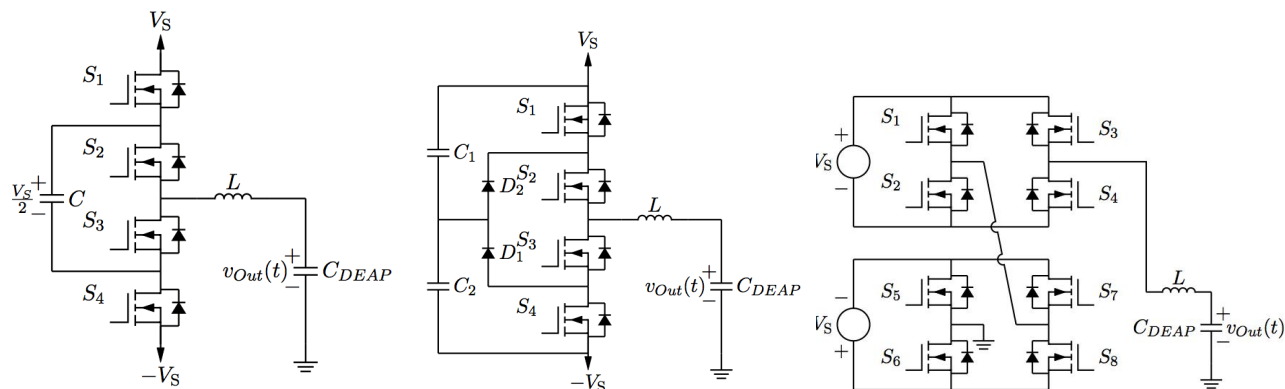 V_S
S_1
S_2
V_S/2
+
−
C
L
S_3
v_Out(t)
+
−
C_DEAP
S_4
−V_S
V_S
S_1
C_1
D_2
S_2
L
D_1
S_3
C_2
v_Out(t)
+
−
C_DEAP
S_4
−V_S
S_1
S_3
+
V_S
−
S_2
S_4
S_5
S_7
−
V_S
+
L
C_DEAP
+
−
v_Out(t)
S_6
S_8